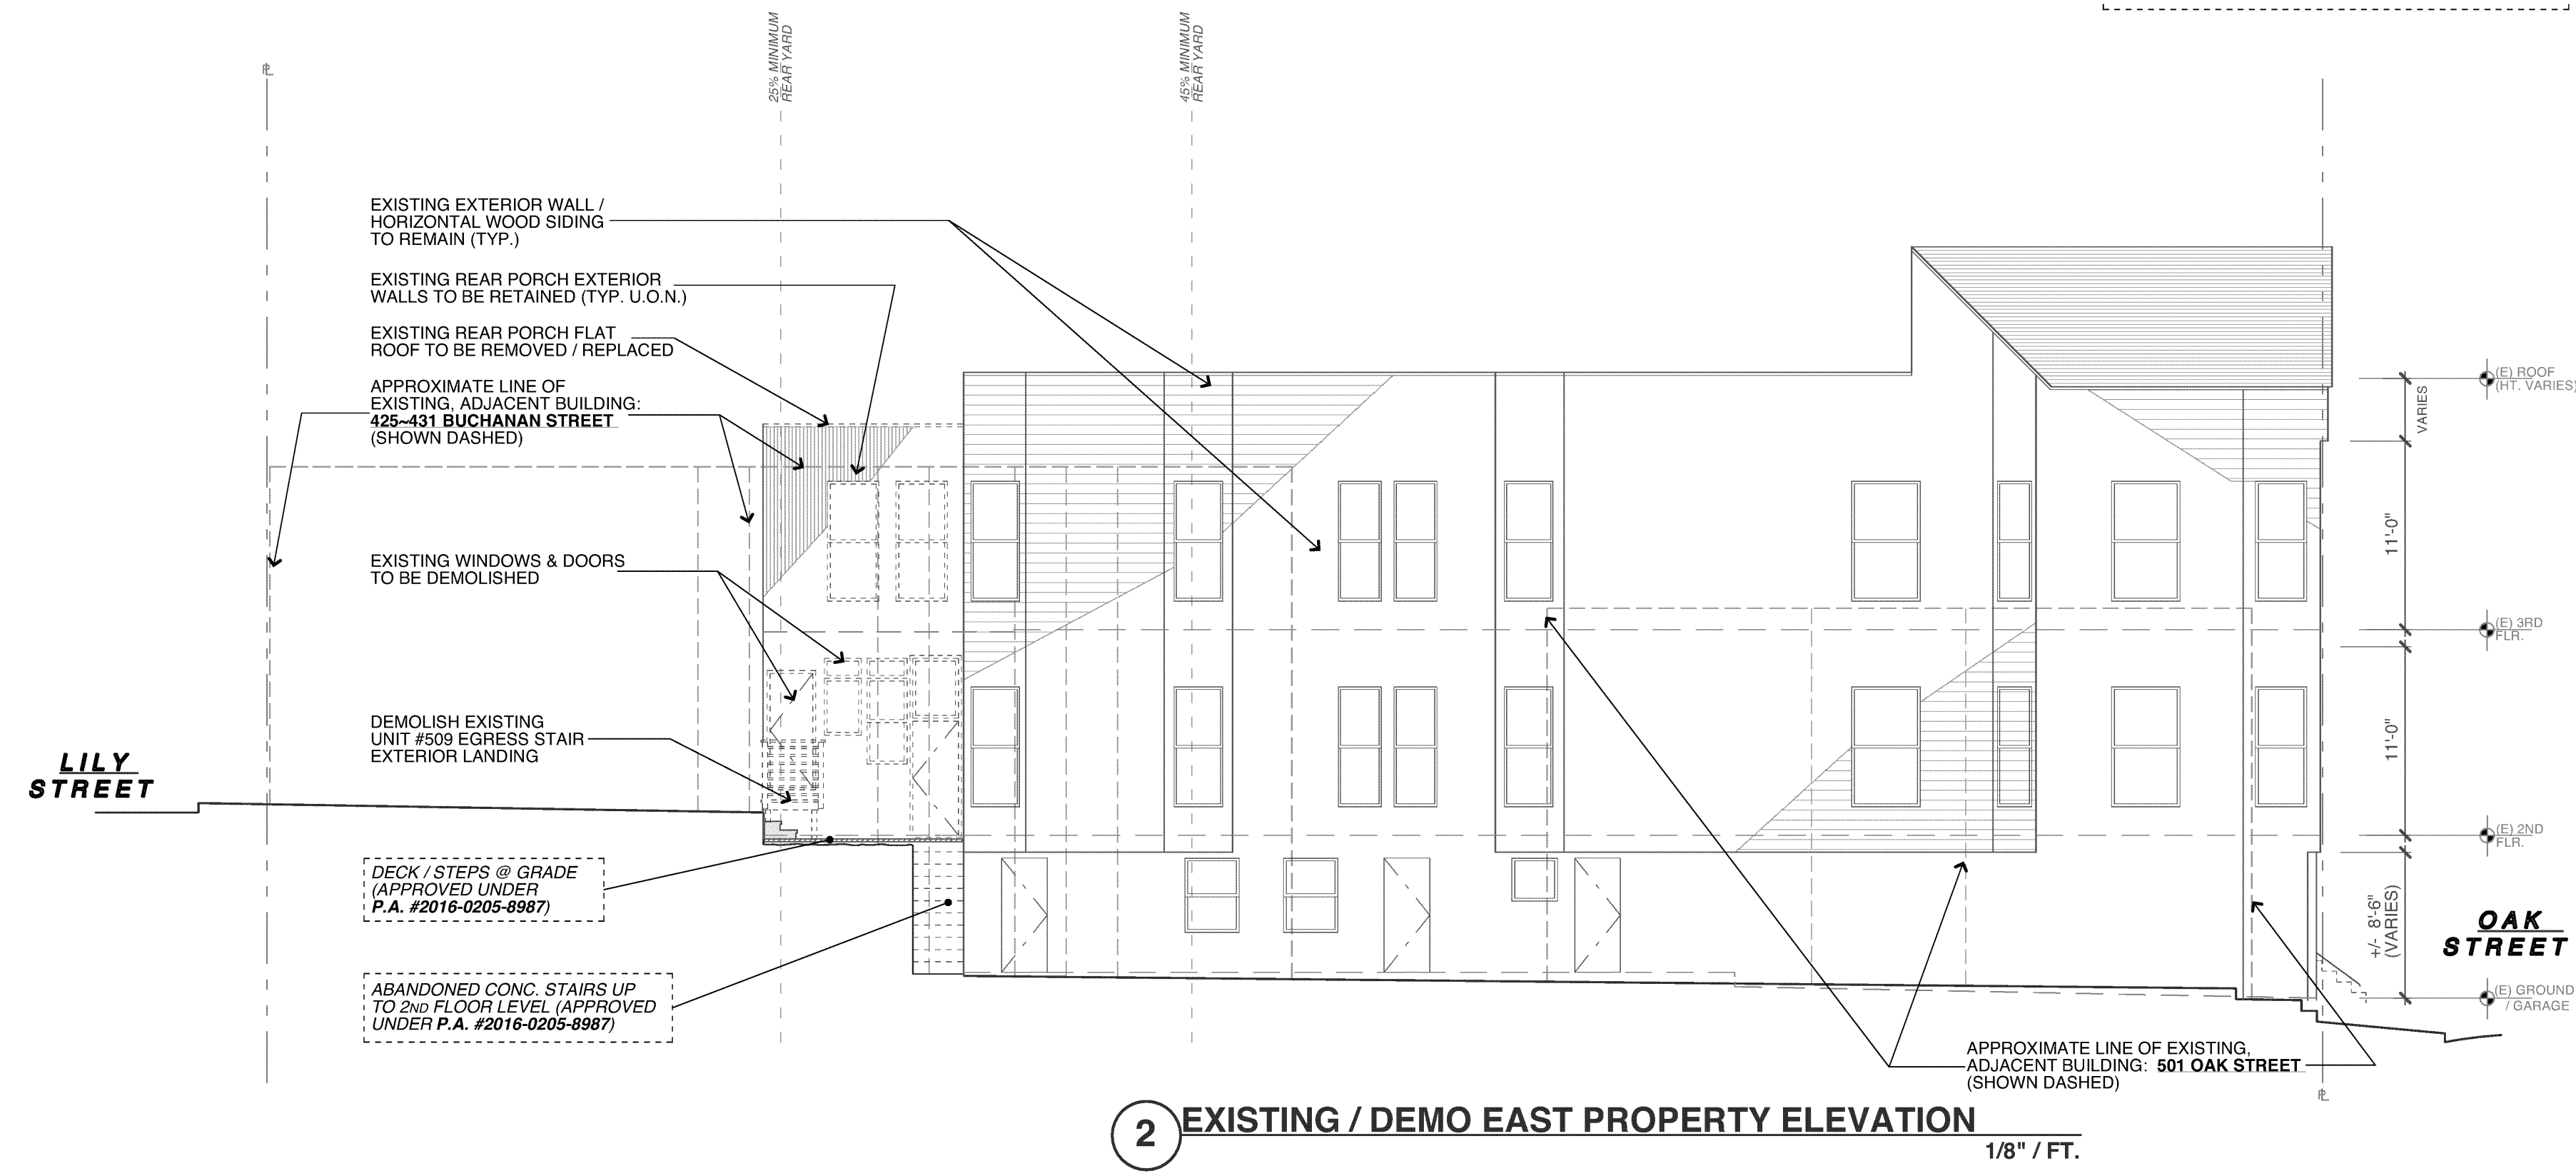 25% MINIMUM
REAR YARD
45% MINIMUM
REAR YARD
PL
EXISTING EXTERIOR WALL /
HORIZONTAL WOOD SIDING
TO REMAIN (TYP.)
EXISTING REAR PORCH EXTERIOR
WALLS TO BE RETAINED (TYP. U.O.N.)
EXISTING REAR PORCH FLAT
ROOF TO BE REMOVED / REPLACED
APPROXIMATE LINE OF
EXISTING, ADJACENT BUILDING:
425~431 BUCHANAN STREET
(SHOWN DASHED)
EXISTING WINDOWS & DOORS
TO BE DEMOLISHED
DEMOLISH EXISTING
UNIT #509 EGRESS STAIR
EXTERIOR LANDING
LILY
STREET
DECK / STEPS @ GRADE
(APPROVED UNDER
P.A. #2016-0205-8987)
ABANDONED CONC. STAIRS UP
TO 2ND FLOOR LEVEL (APPROVED
UNDER P.A. #2016-0205-8987)
(E) ROOF
(HT. VARIES)
VARIES
11'-0"
(E) 3RD
FLR.
11'-0"
(E) 2ND
FLR.
+/- 8'-6"
(VARIES)
OAK
STREET
(E) GROUND
/ GARAGE
APPROXIMATE LINE OF EXISTING,
ADJACENT BUILDING: 501 OAK STREET
(SHOWN DASHED)
PL
2 EXISTING / DEMO EAST PROPERTY ELEVATION
1/8" / FT.